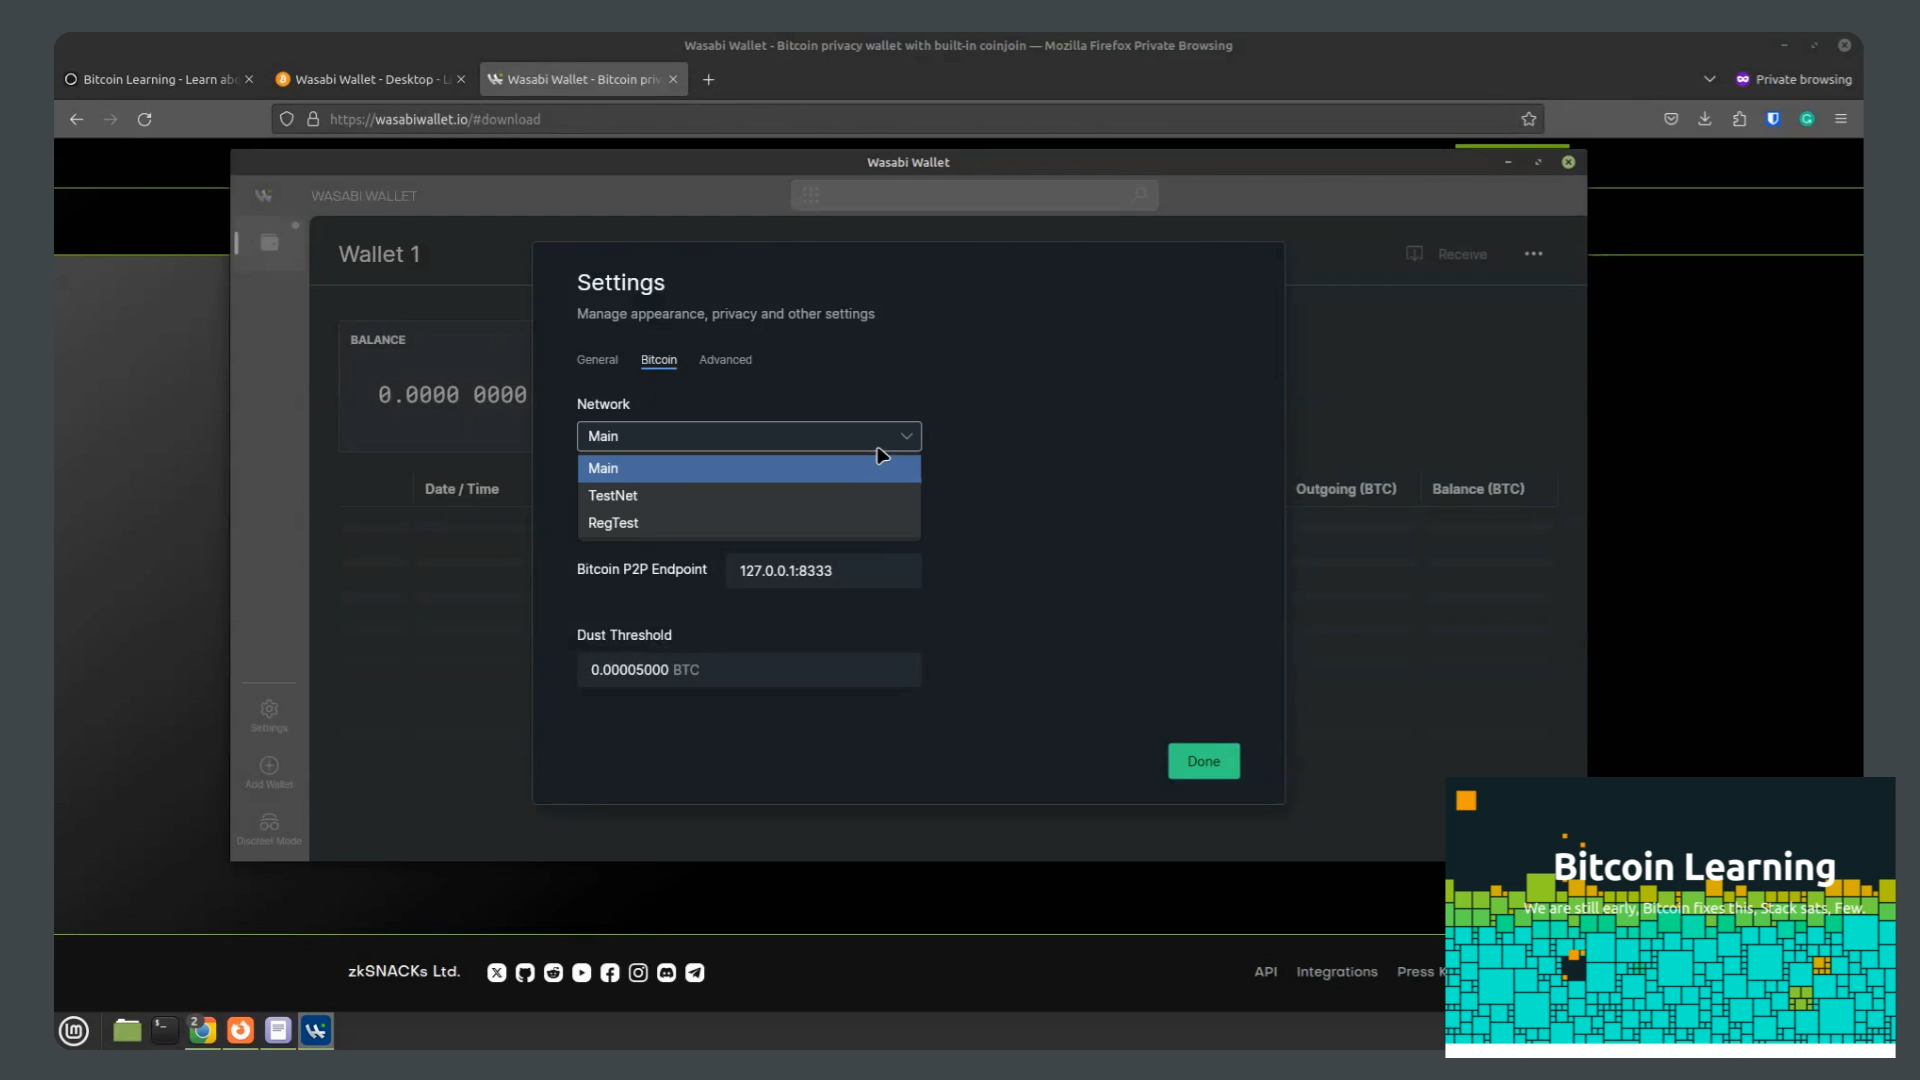 Wasabi Wallet - Bitcoin privacy wallet with built-in coinjoin — Mozilla Firefox Private Browsing
Bitcoin Learning - Learn abo
Wasabi Wallet - Desktop - L
Wasabi Wallet - Bitcoin priv
Private browsing
https://wasabiwallet.io/#download
Wasabi Wallet
WASABI WALLET
Wallet 1
Receive
Settings
Manage appearance, privacy and other settings
General
Bitcoin
Advanced
BALANCE
0.0000 0000
Network
Main
Main
TestNet
RegTest
Date / Time
Outgoing (BTC)
Balance (BTC)
Bitcoin P2P Endpoint
127.0.0.1:8333
Dust Threshold
0.00005000 BTC
Done
Settings
Add Wallet
Discreet Mode
Bitcoin Learning
We are still early, Bitcoin fixes this, Stack sats, Few.
zkSNACKs Ltd.
API
Integrations
Press
2